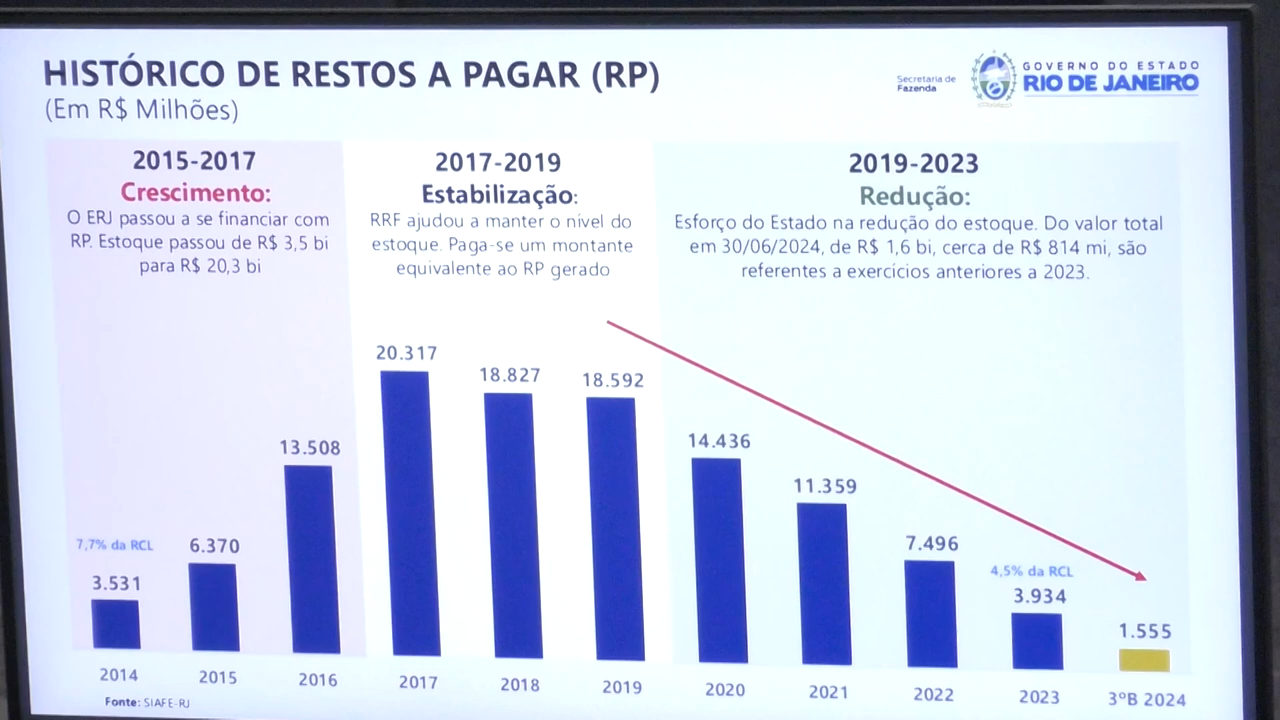 HISTÓRICO DE RESTOS A PAGAR (RP)
(Em R$ Milhões)
Secretaria de
Fazenda
GOVERNO DO ESTADO
RIO DE JANEIRO
2015-2017
Crescimento:
O ERJ passou a se financiar com
RP. Estoque passou de R$ 3,5 bi
para R$ 20,3 bi
2017-2019
Estabilização:
RRF ajudou a manter o nivel do
estoque. Paga-se um montante
equivalente ao RP gerado
2019-2023
Redução:
Esforço do Estado na redução do estoque. Do valor total
em 30/06/2024, de R$ 1,6 bi, cerca de R$ 814 mi, são
referentes a exercícios anteriores a 2023.
7,7% da RCL
3.531
6.370
13.508
20.317
18.827
18.592
14.436
11.359
7.496
4,5% da RCL
3.934
1.555
2014
2015
2016
2017
2018
2019
2020
2021
2022
2023
3ºB 2024
Fonte: SIAFE-RJ